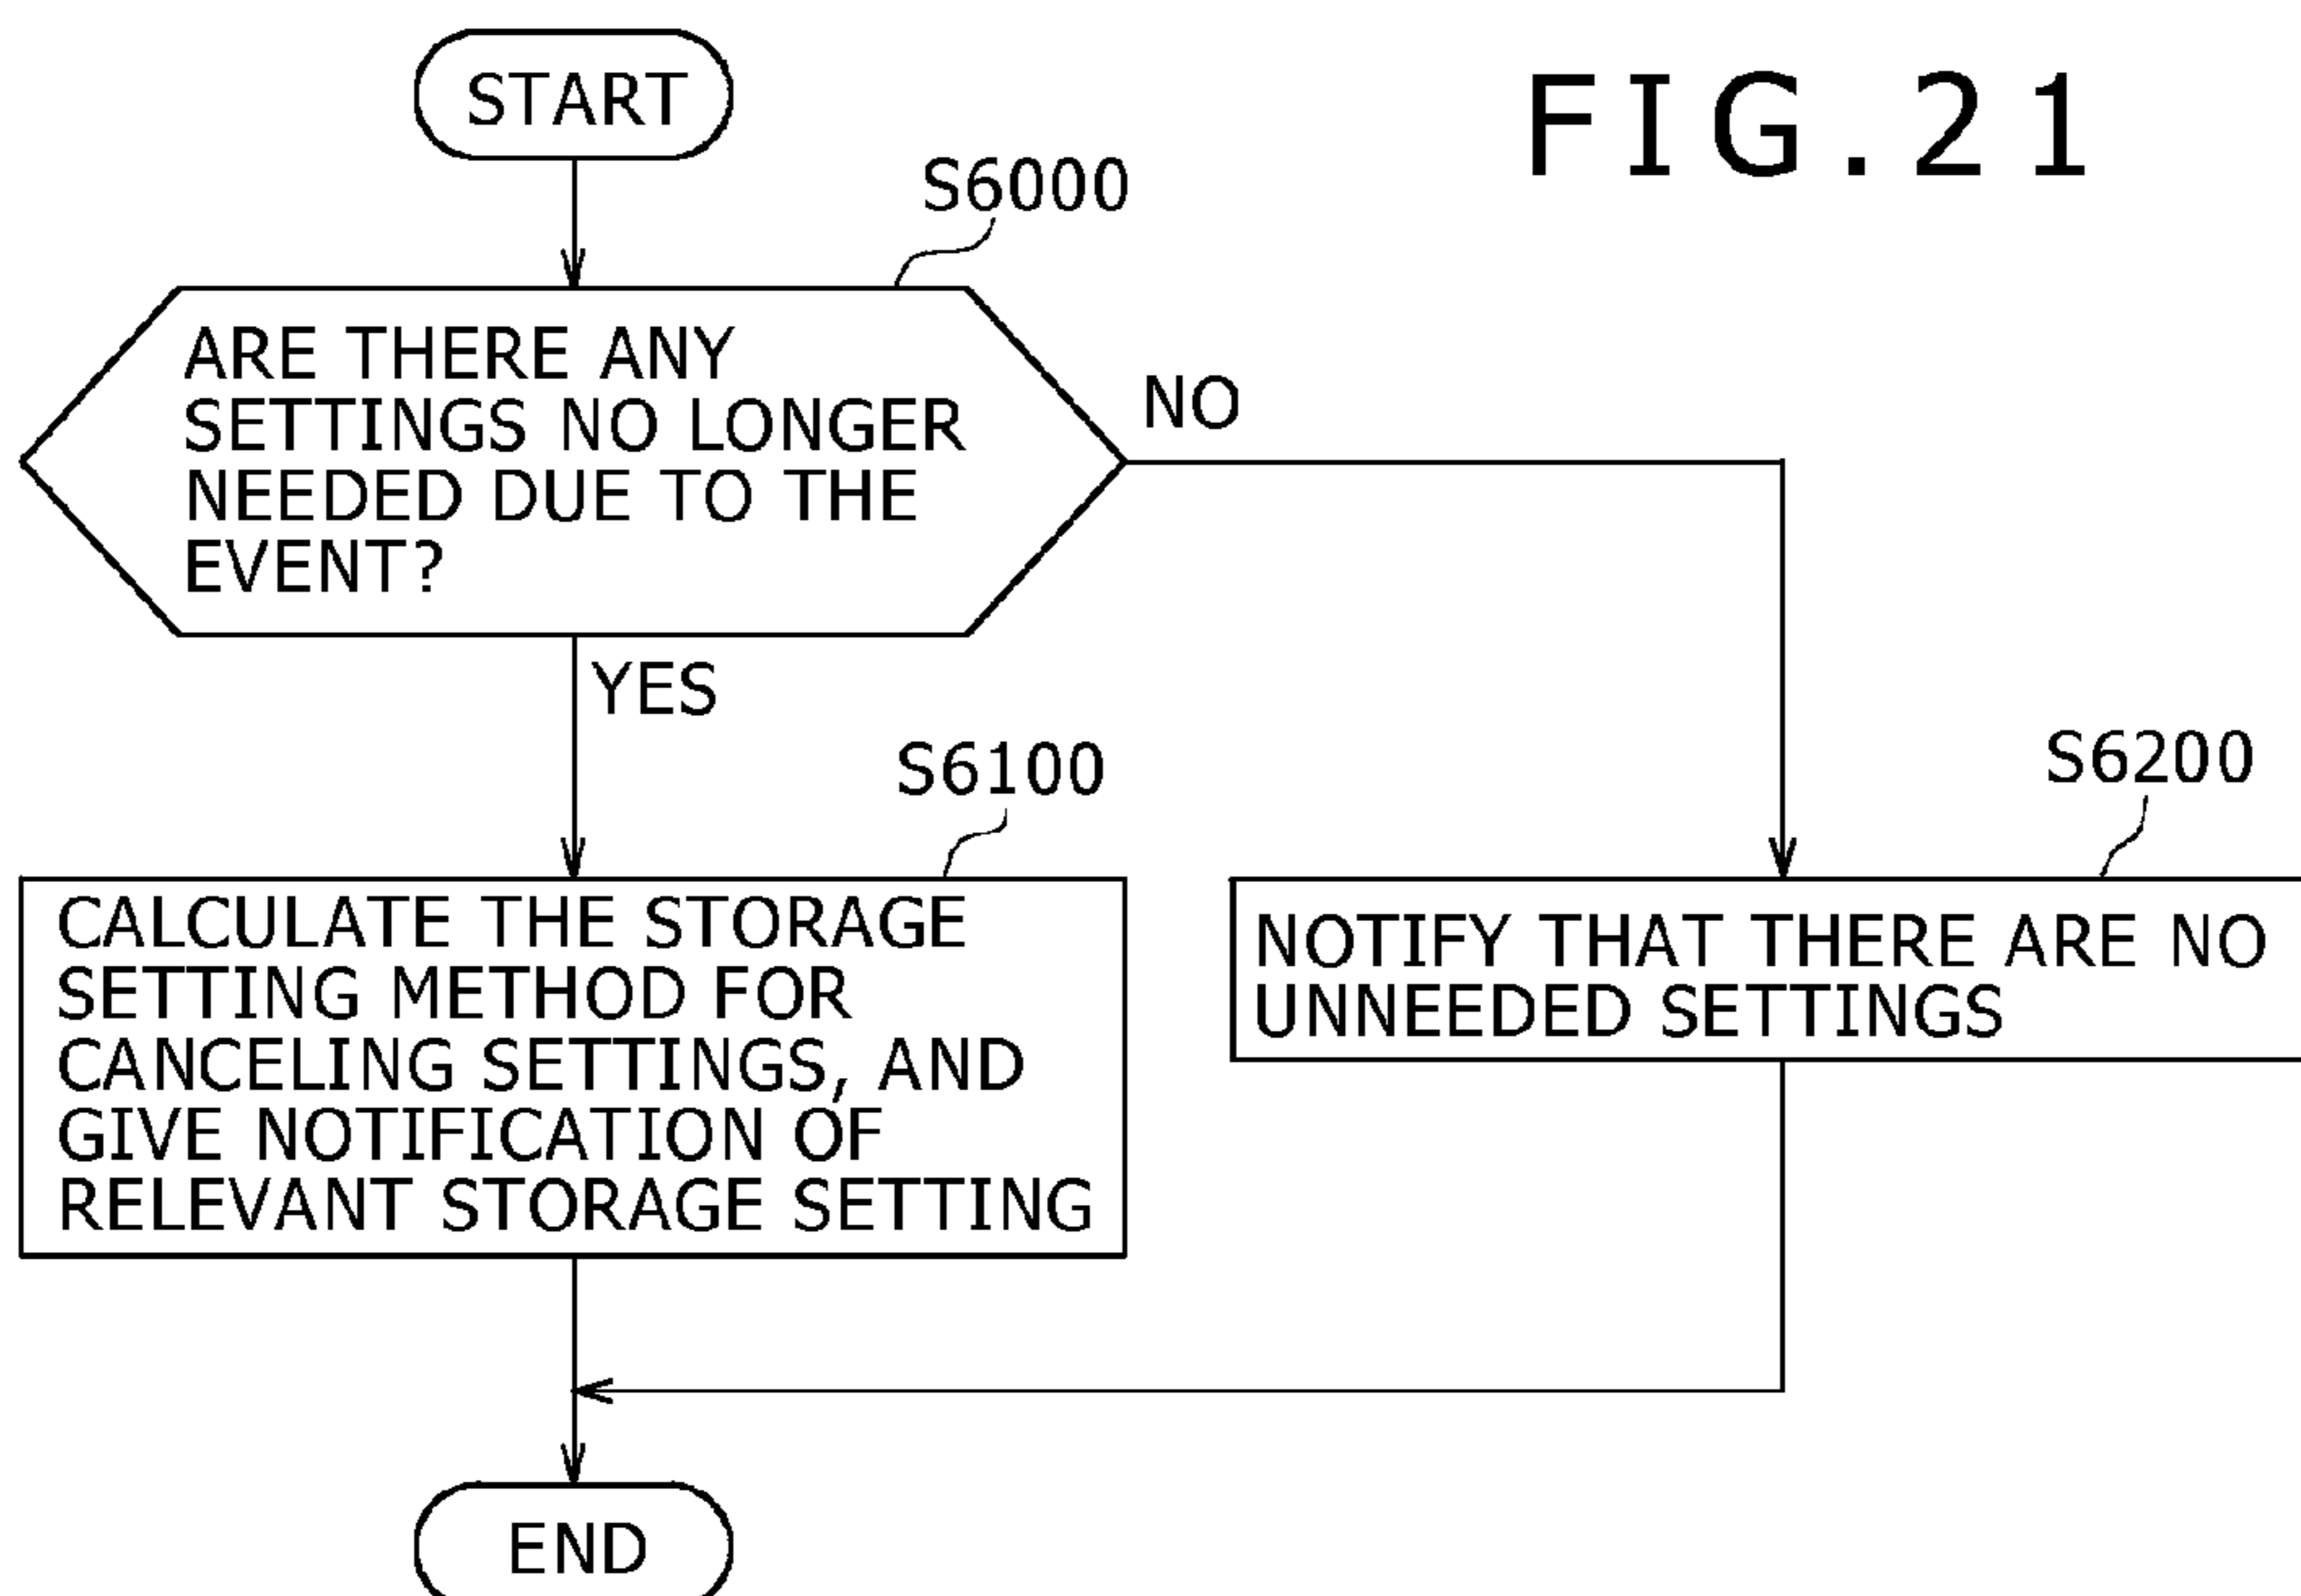 FIG.21
START
S6000
ARE THERE ANY
SETTINGS NO LONGER
NEEDED DUE TO THE
EVENT?
NO
YES
S6100
CALCULATE THE STORAGE
SETTING METHOD FOR
CANCELING SETTINGS, AND
GIVE NOTIFICATION OF
RELEVANT STORAGE SETTING
S6200
NOTIFY THAT THERE ARE NO
UNNEEDED SETTINGS
END